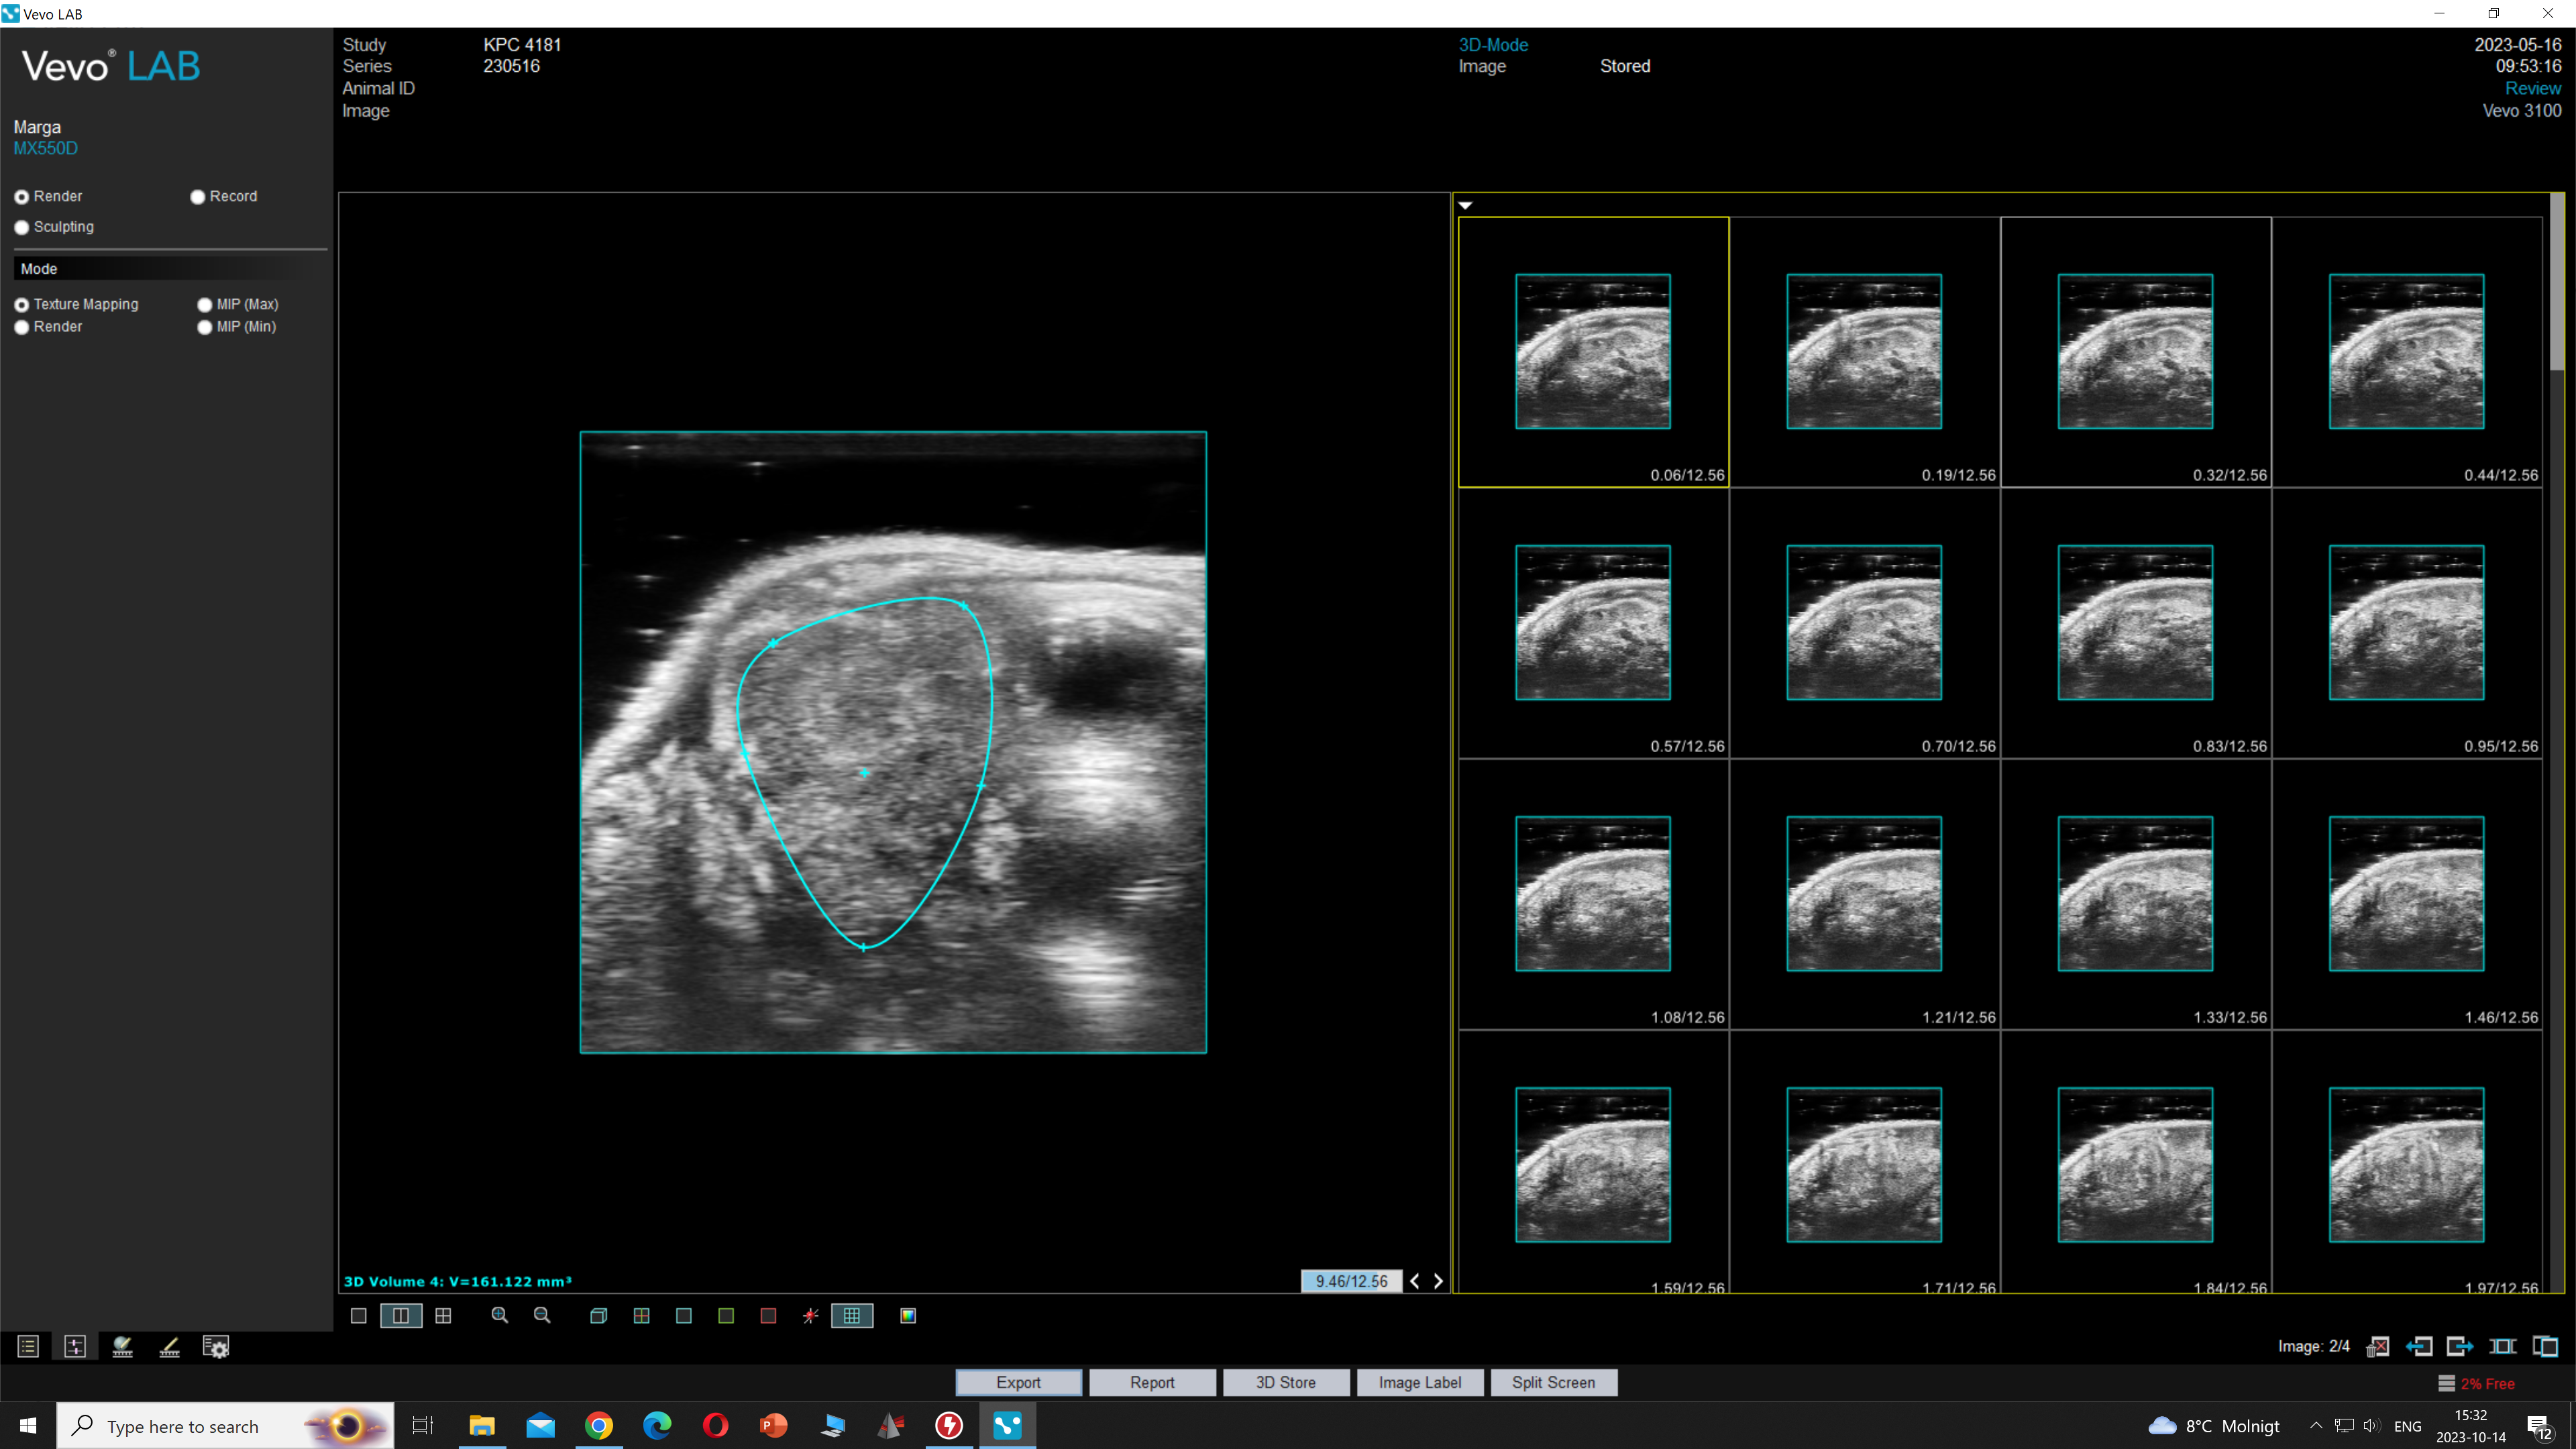 Vevo LAB
Vevo® LAB
Study KPC 4181
Series 230516
Animal ID
Image
3D-Mode
Image Stored
2023-05-16
09:53:16
Review
Vevo 3100
Marga
MX550D
Render Record
Sculpting
Mode
Texture Mapping MIP (Max)
Render MIP (Min)
0.06/12.56 0.19/12.56 0.32/12.56 0.44/12.56
0.57/12.56 0.70/12.56 0.83/12.56 0.95/12.56
1.08/12.56 1.21/12.56 1.33/12.56 1.46/12.56
1.59/12.56 1.71/12.56 1.84/12.56 1.97/12.56
3D Volume 4: V=161.122 mm³
9.46/12.56
Image: 2/4
Export Report 3D Store Image Label Split Screen
2% Free
Type here to search
8°C Molnigt
ENG
15:32
2023-10-14
12